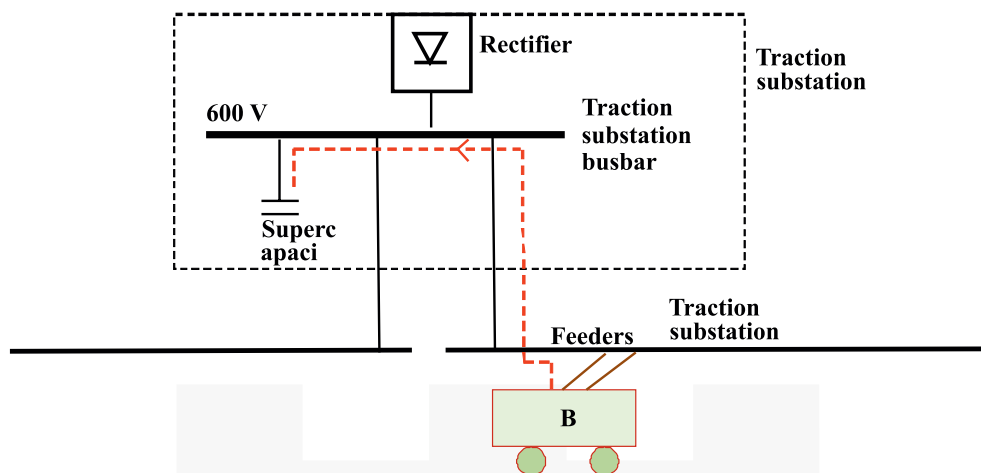 Rectifier
Traction
substation
600 V
Traction
substation
busbar
Superc
apaci
Traction
substation
Feeders
B